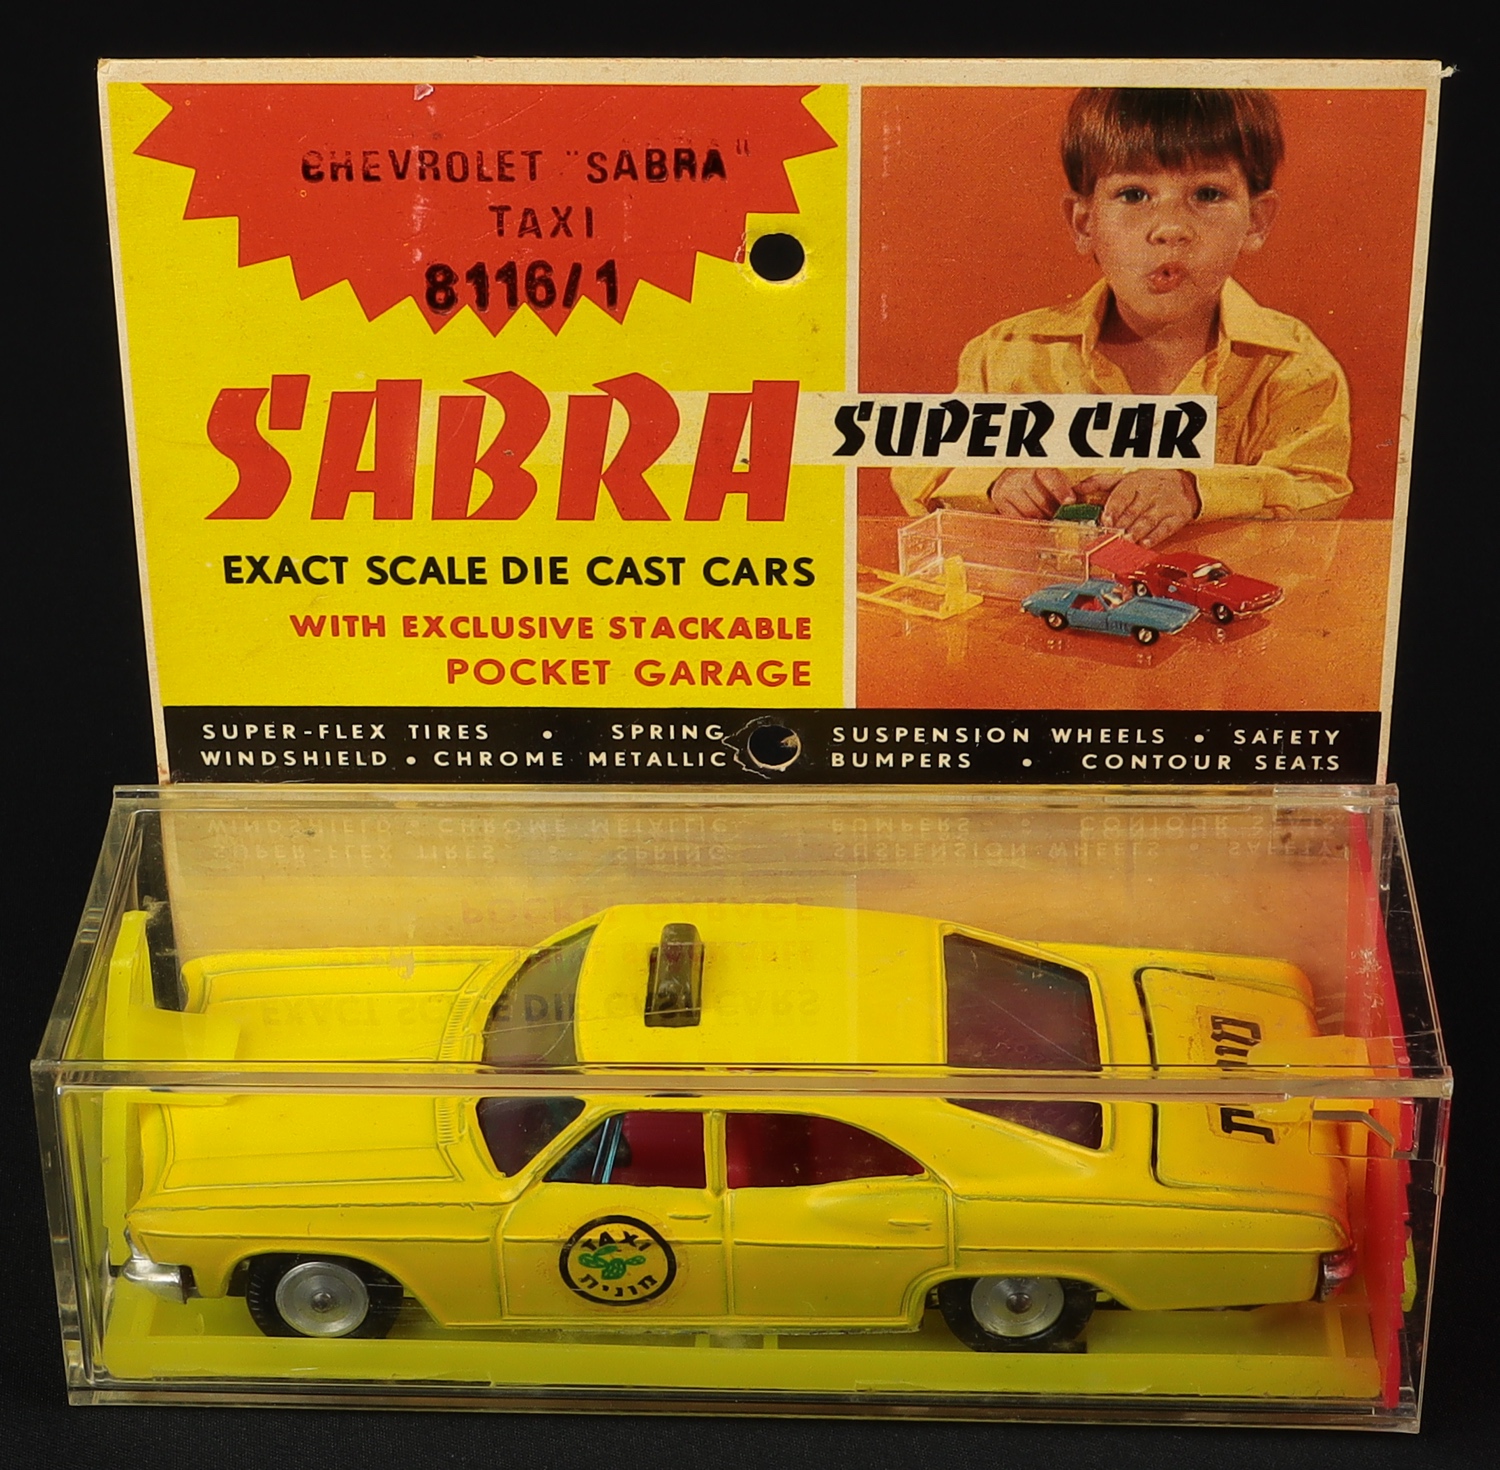 CHEVROLET "SABRA"
TAXI
8116/1
SABRA SUPER CAR
EXACT SCALE DIE CAST CARS
WITH EXCLUSIVE STACKABLE
POCKET GARAGE
SUPER-FLEX TIRES • SPRING SUSPENSION WHEELS • SAFETY
WINDSHIELD • CHROME METALLIC BUMPERS • CONTOUR SEATS
TAXI
מונית